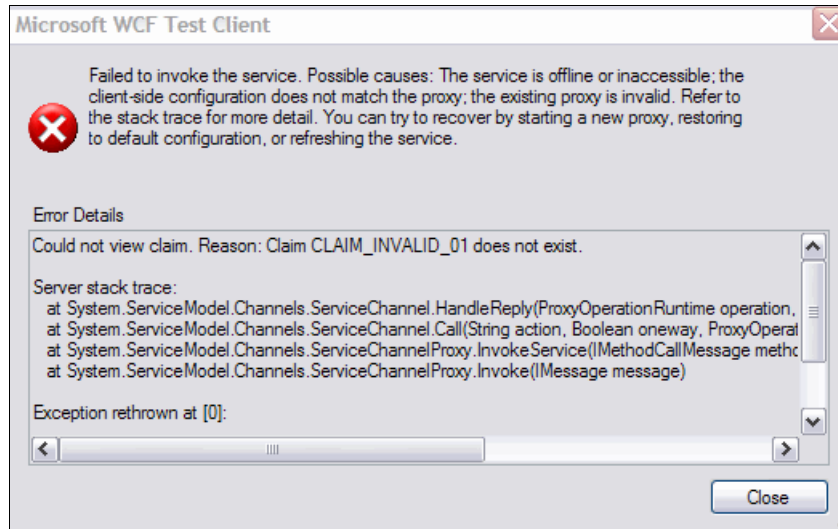 Microsoft WCF Test Client
Failed to invoke the service. Possible causes: The service is offline or inaccessible; the
client-side configuration does not match the proxy; the existing proxy is invalid. Refer to
the stack trace for more detail. You can try to recover by starting a new proxy, restoring
to default configuration, or refreshing the service.
Error Details
Could not view claim. Reason: Claim CLAIM_INVALID_01 does not exist.
Server stack trace:
at System.ServiceModel.Channels.ServiceChannel.HandleReply(ProxyOperationRuntime operation,
at System.ServiceModel.Channels.ServiceChannel.Call(String action, Boolean oneway, ProxyOperat
at System.ServiceModel.Channels.ServiceChannelProxy.InvokeService(IMethodCallMessage methc
at System.ServiceModel.Channels.ServiceChannelProxy.Invoke(IMessage message)
Exception rethrown at [0]:
Close